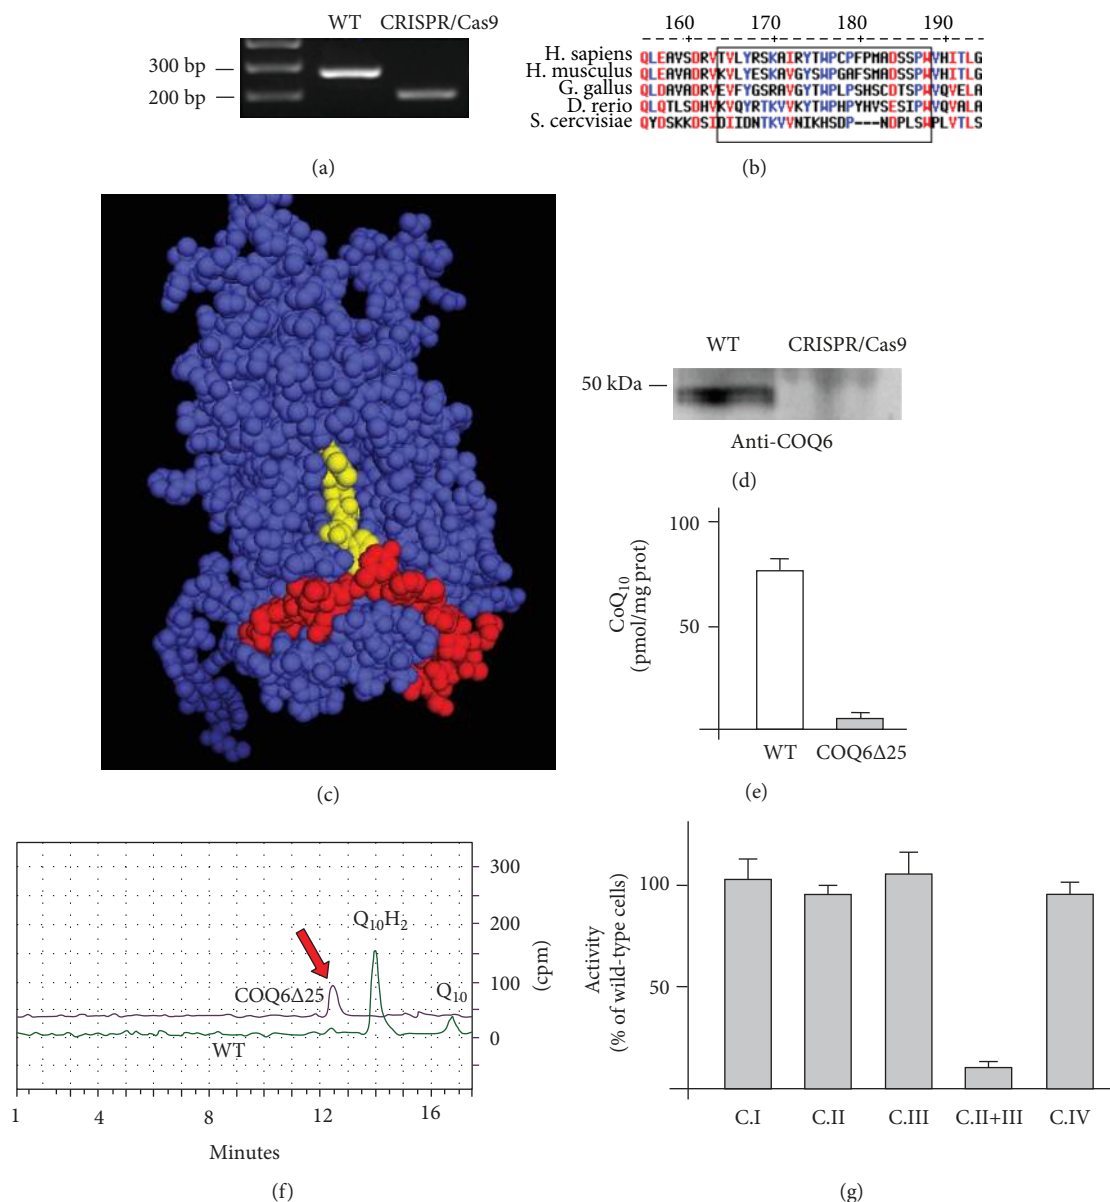 WT CRISPR/Cas9
300 bp
200 bp
(a)
160 170 180 190
H. sapiens QLEAVSDRVTVLYRSKAIRYTWPCPFPMADSSPWVHITLG
H. musculus QLEAVADRVKVLYESKAVGYSWPGAFSMADSSPWVHITLG
G. gallus QLDAVADRVEVFYGSRAVGYTWPLPSHSCDTSPWVQVELA
D. rerio QLQTLSDHVKVQYRTKVVKYTWPHPYHVSESIPWVQVALA
S. cercvisiae QYDSKKDSIDIIDNTKVVNIKHSDP---NDPLSWPLVTLS
(b)
(c)
WT CRISPR/Cas9
50 kDa
Anti-COQ6
(d)
100
50
CoQ10
(pmol/mg prot)
WT COQ6Δ25
(e)
300
200
100
0
(cpm)
Q10H2
Q10
COQ6Δ25
WT
1 4 8 12 16
Minutes
(f)
100
50
Activity
(% of wild-type cells)
C.I C.II C.III C.II+III C.IV
(g)